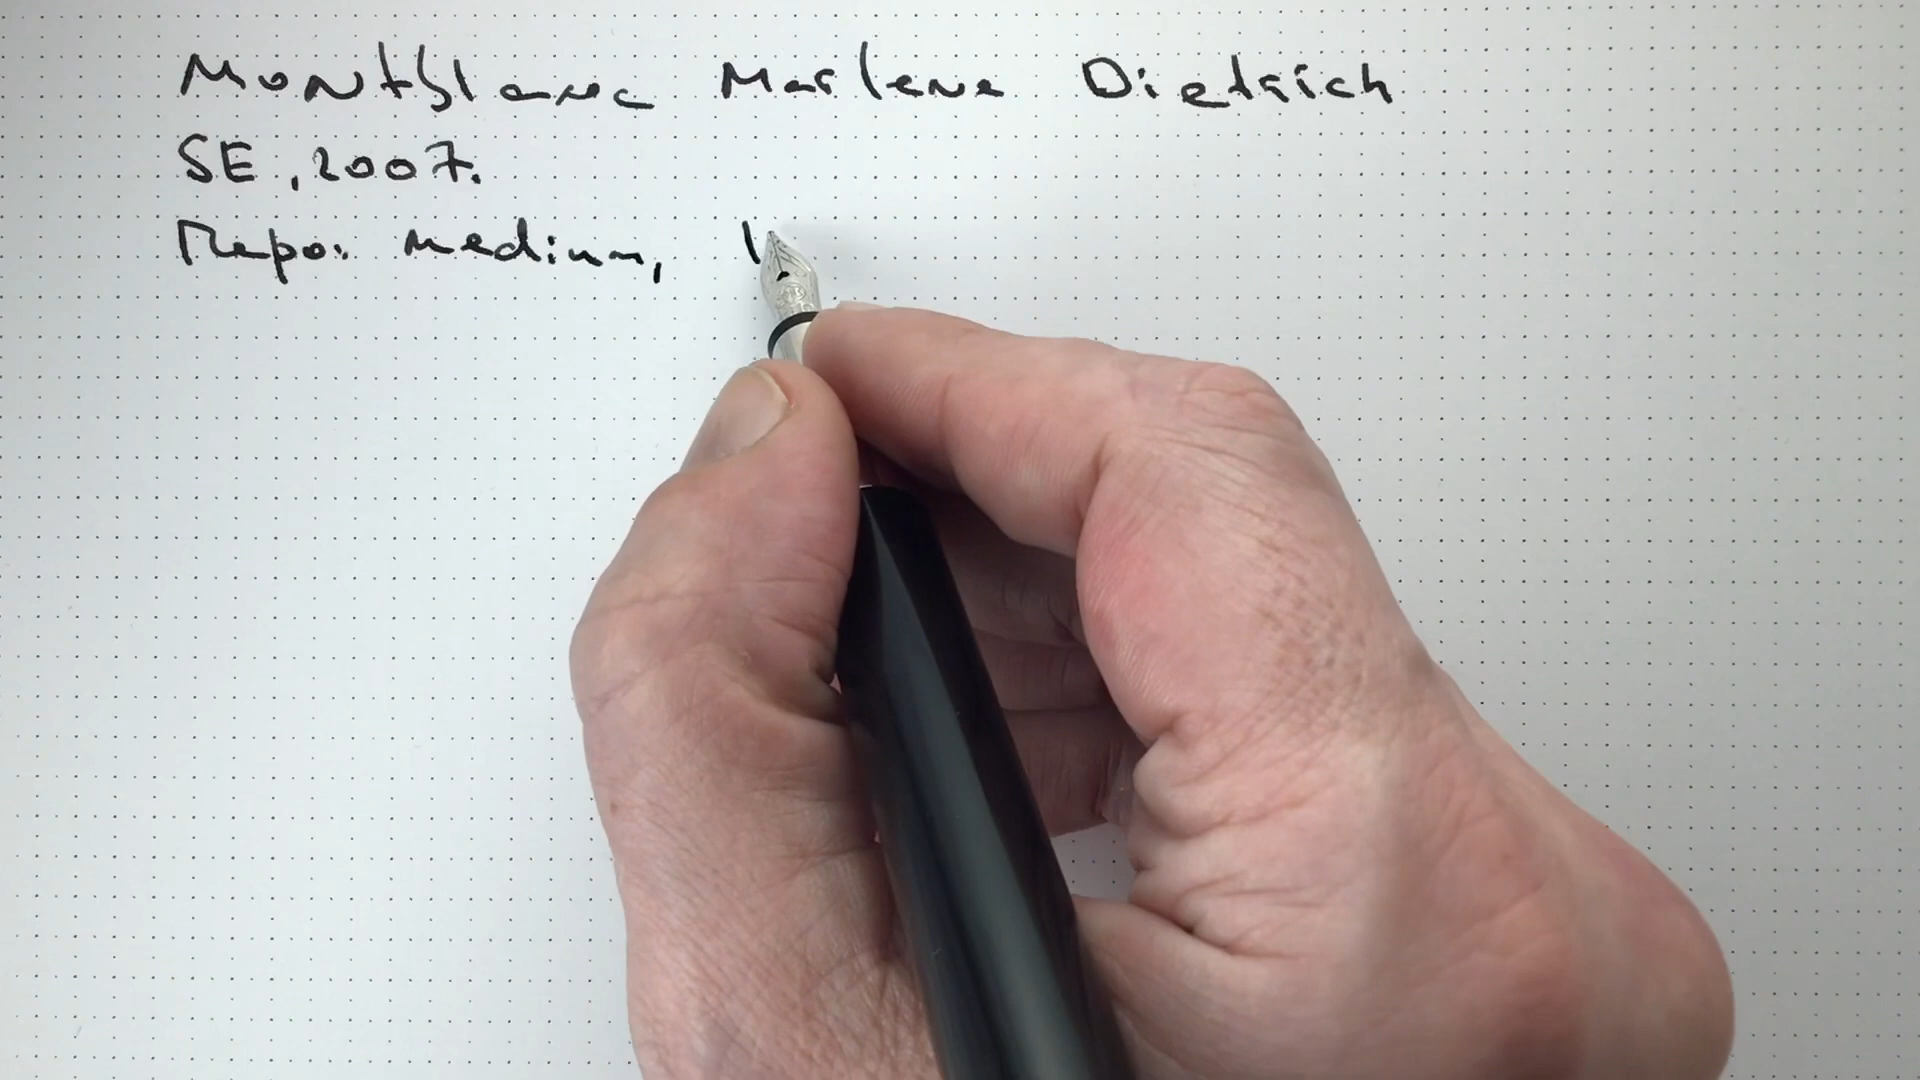 Montblanc Marlene Dietrich
SE, 2007.
Перо: medium,